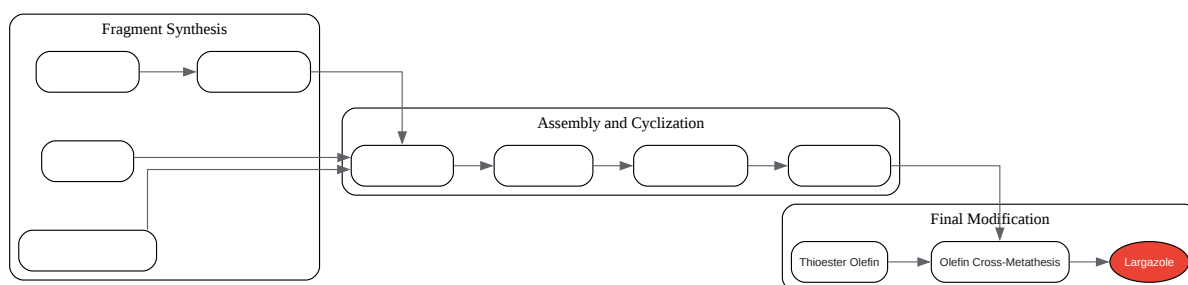 Fragment Synthesis
Assembly and Cyclization
Final Modification
Thioester Olefin
Olefin Cross-Metathesis
Largazole